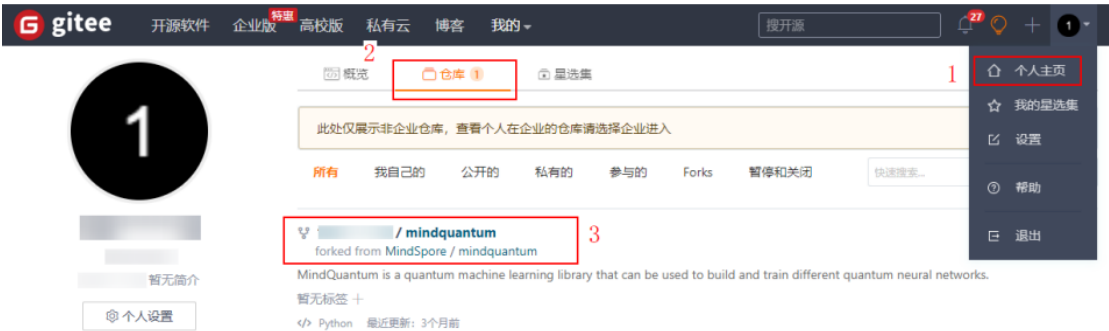 gitee 开源软件 企业版 特惠 高校版 私有云 博客 我的 搜开源 27 1
2
概览 仓库 1 星选集
1 个人主页
我的星选集
设置
帮助
退出
1
此处仅展示非企业仓库，查看个人在企业的仓库请选择企业进入
所有 我自己的 公开的 私有的 参与的 Forks 暂停和关闭 快速搜索...
/ mindquantum
forked from MindSpore / mindquantum
3
MindQuantum is a quantum machine learning library that can be used to build and train different quantum neural networks.
暂无简介
暂无标签
个人设置
Python 最近更新：3个月前